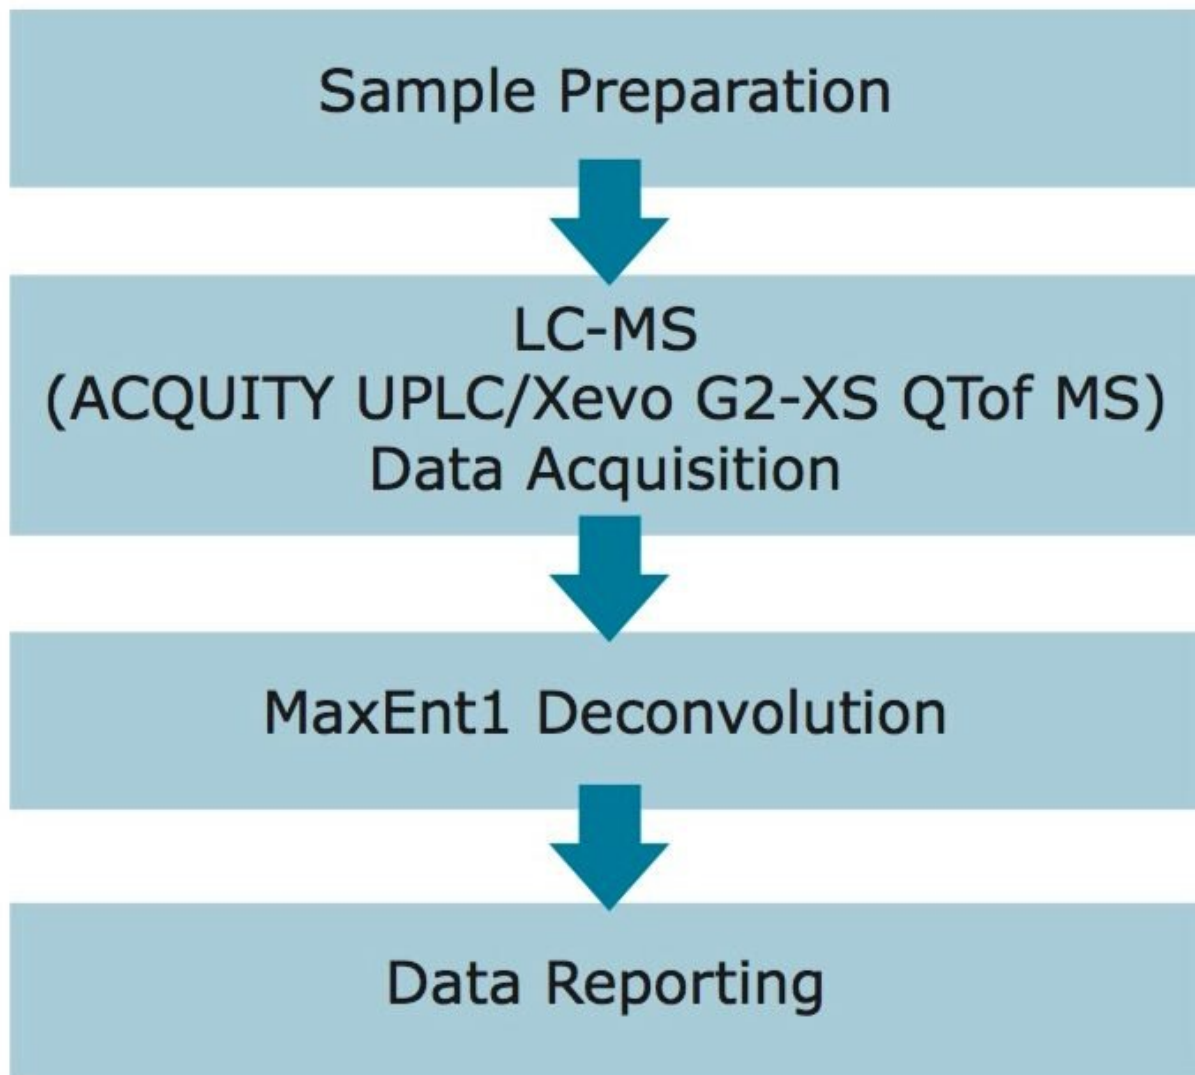 Sample Preparation
LC-MS
(ACQUITY UPLC/Xevo G2-XS QTof MS)
Data Acquisition
MaxEnt1 Deconvolution
Data Reporting